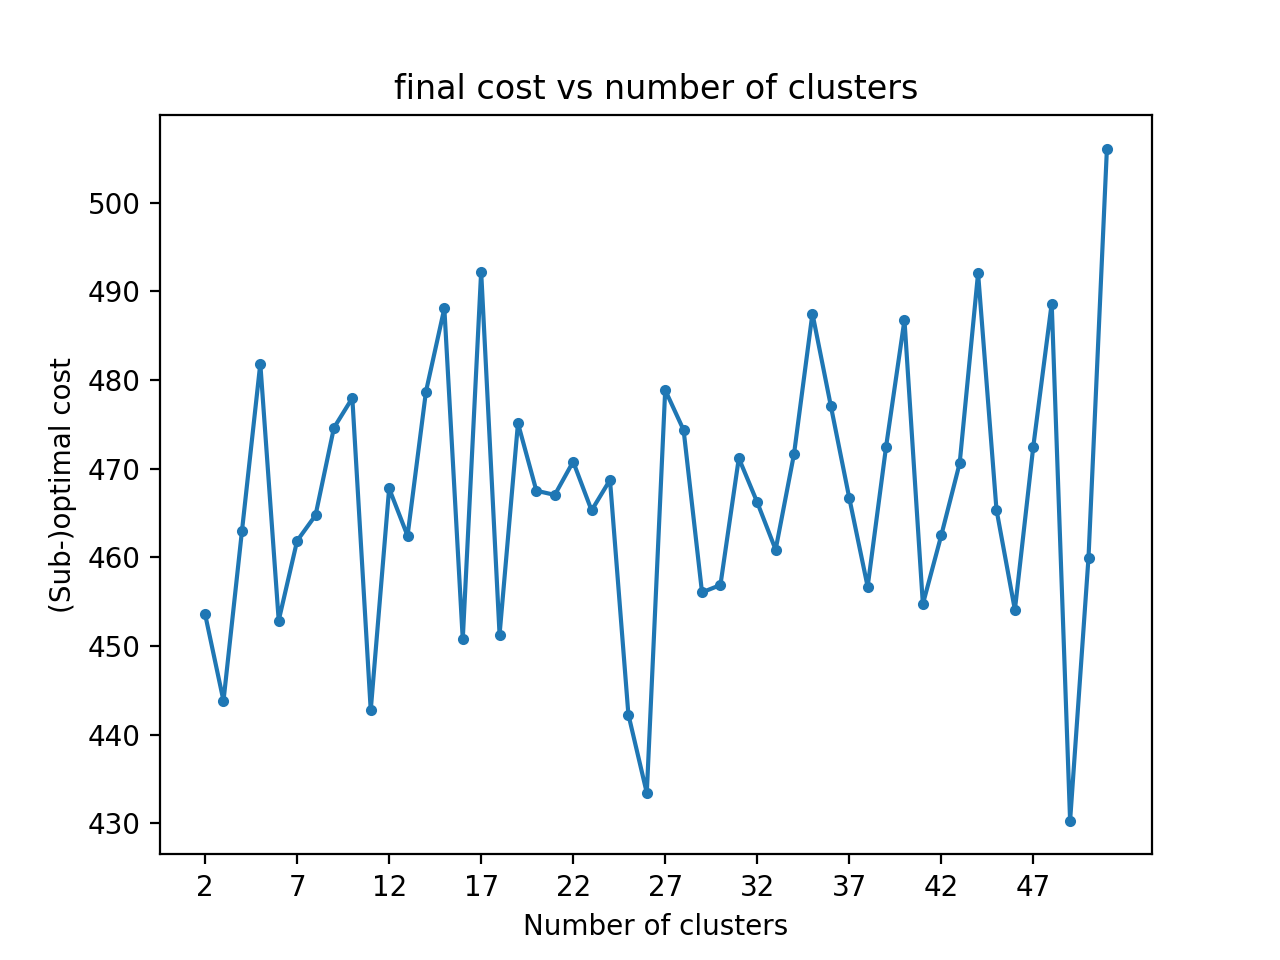 final cost vs number of clusters
500
490
480
470
460
450
440
430
(Sub-)optimal cost
2 7 12 17 22 27 32 37 42 47
Number of clusters